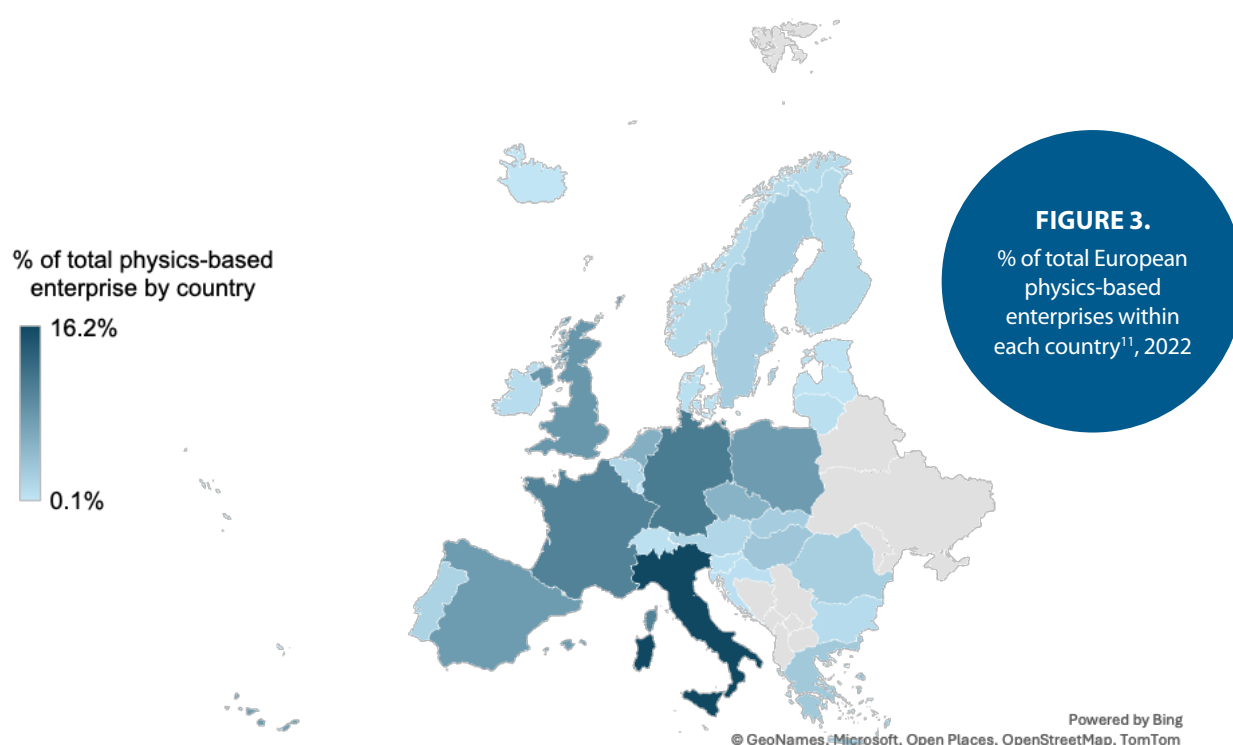 % of total physics-based
enterprise by country
16.2%
0.1%
FIGURE 3.
% of total European
physics-based
enterprises within
each country11, 2022
Powered by Bing
© GeoNames, Microsoft, Open Places, OpenStreetMap, TomTom